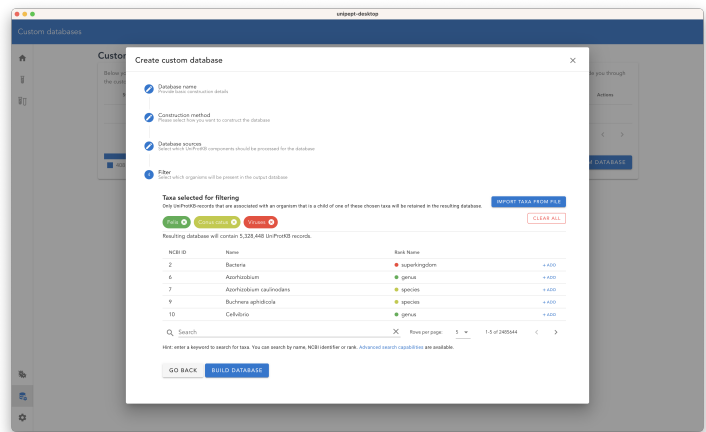 unipept-desktop
Custom databases
Create custom database
Database name
Provide basic construction details
Construction method
Please select how you want to construct the database
Database sources
Select which UniProtKB components should be processed for the database
Filter
Select which organisms will be present in the output database
Taxa selected for filtering
Only UniProtKB-records that are associated with an organism that is a child of one of these chosen taxa will be retained in the resulting database.
IMPORT TAXA FROM FILE
CLEAR ALL
Viruses
Resulting database will contain 5,328,448 UniProtKB records.
NCBI ID Name Rank Name
2 Bacteria superkingdom + ADD
6 Azorhizobium genus + ADD
7 Azorhizobium caulinodans species + ADD
9 Buchnera aphidicola species + ADD
10 Cellvibrio genus + ADD
Search
Rows per page: 5 1-5 of 2485644
Hint: enter a keyword to search for taxa. You can search by name, NCBI identifier or rank. Advanced search capabilities are available.
GO BACK
BUILD DATABASE
Below
you through
Actions
DATABASE